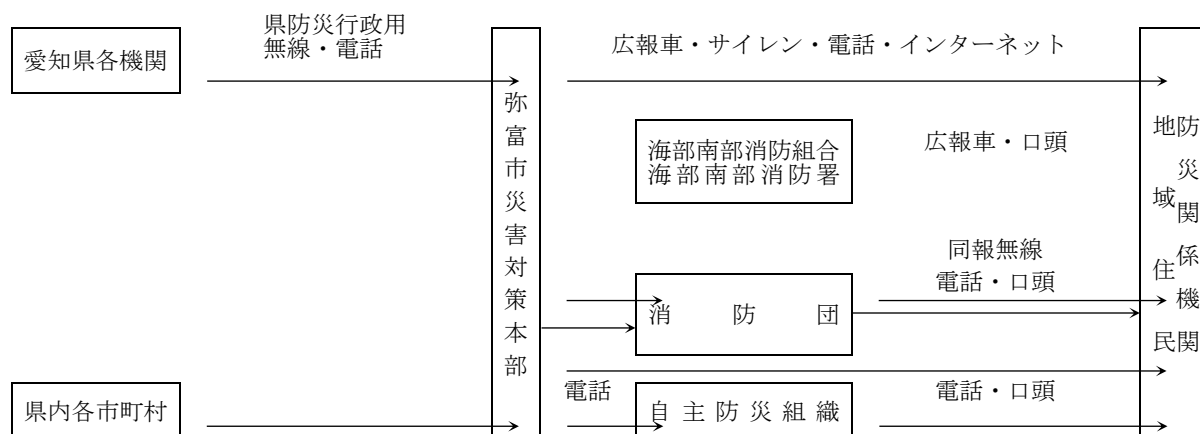 県防災行政用
無線・電話
愛知県各機関
広報車・サイレン・電話・インターネット
弥富市災害対策本部
海部南部消防組合
海部南部消防署
広報車・口頭
同報無線
電話・口頭
消防団
電話
電話・口頭
県内各市町村
自主防災組織
防災関係機関
地域住民